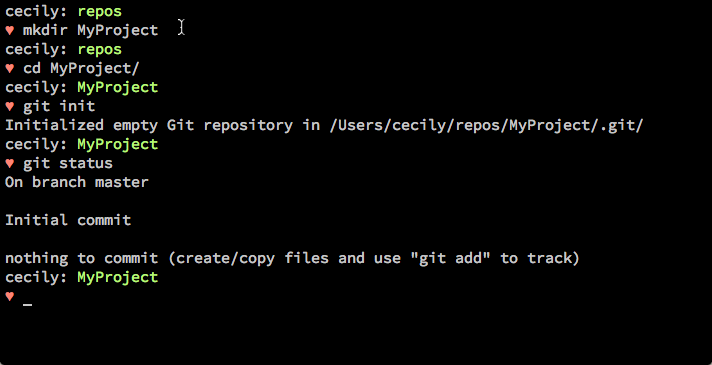 cecily: repos
♥ mkdir MyProject
cecily: repos
♥ cd MyProject/
cecily: MyProject
♥ git init
Initialized empty Git repository in /Users/cecily/repos/MyProject/.git/
cecily: MyProject
♥ git status
On branch master
Initial commit
nothing to commit (create/copy files and use "git add" to track)
cecily: MyProject
♥ _